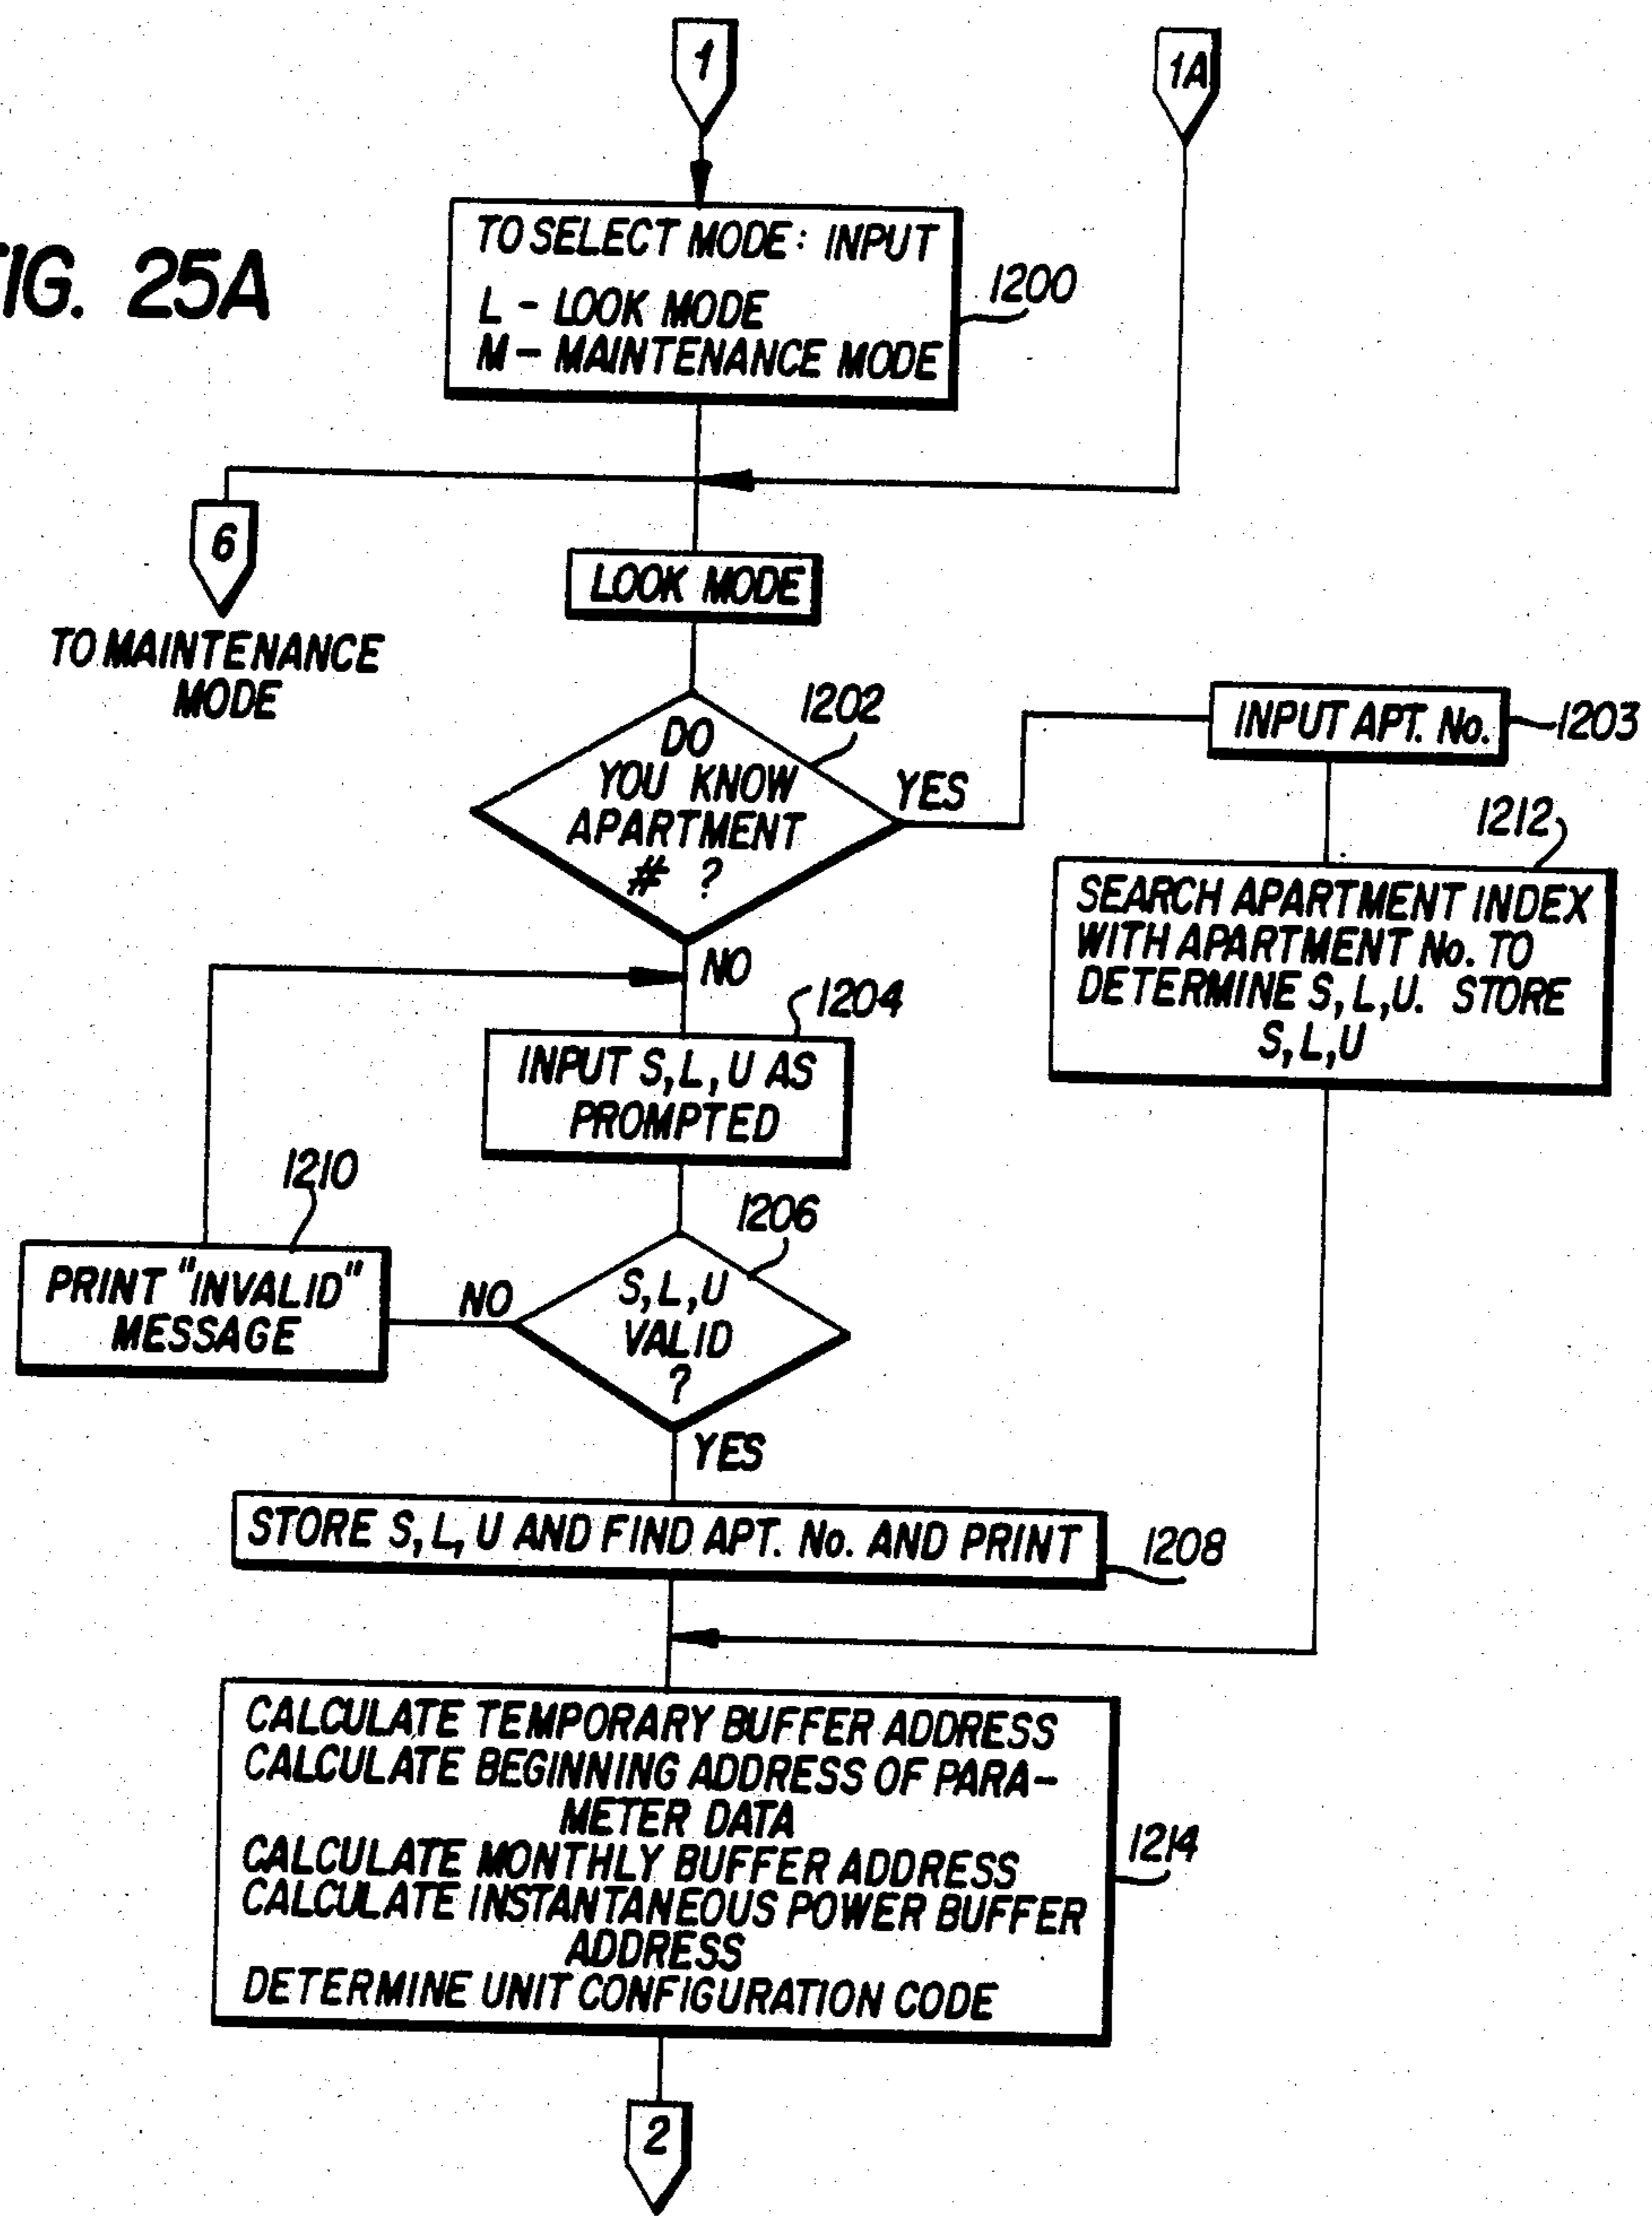 1
1A
FIG. 25A
TO SELECT MODE: INPUT
L - LOOK MODE
M - MAINTENANCE MODE
1200
6
TO MAINTENANCE
MODE
LOOK MODE
DO
YOU KNOW
APARTMENT
# ?
1202
YES
INPUT APT. No.
1203
1212
SEARCH APARTMENT INDEX
WITH APARTMENT No. TO
DETERMINE S, L, U. STORE
S, L, U
NO
1204
INPUT S, L, U AS
PROMPTED
1210
PRINT "INVALID"
MESSAGE
NO
1206
S, L, U
VALID
?
YES
STORE S, L, U AND FIND APT. No. AND PRINT
1208
CALCULATE TEMPORARY BUFFER ADDRESS
CALCULATE BEGINNING ADDRESS OF PARA-
METER DATA
CALCULATE MONTHLY BUFFER ADDRESS
CALCULATE INSTANTANEOUS POWER BUFFER
ADDRESS
DETERMINE UNIT CONFIGURATION CODE
1214
2